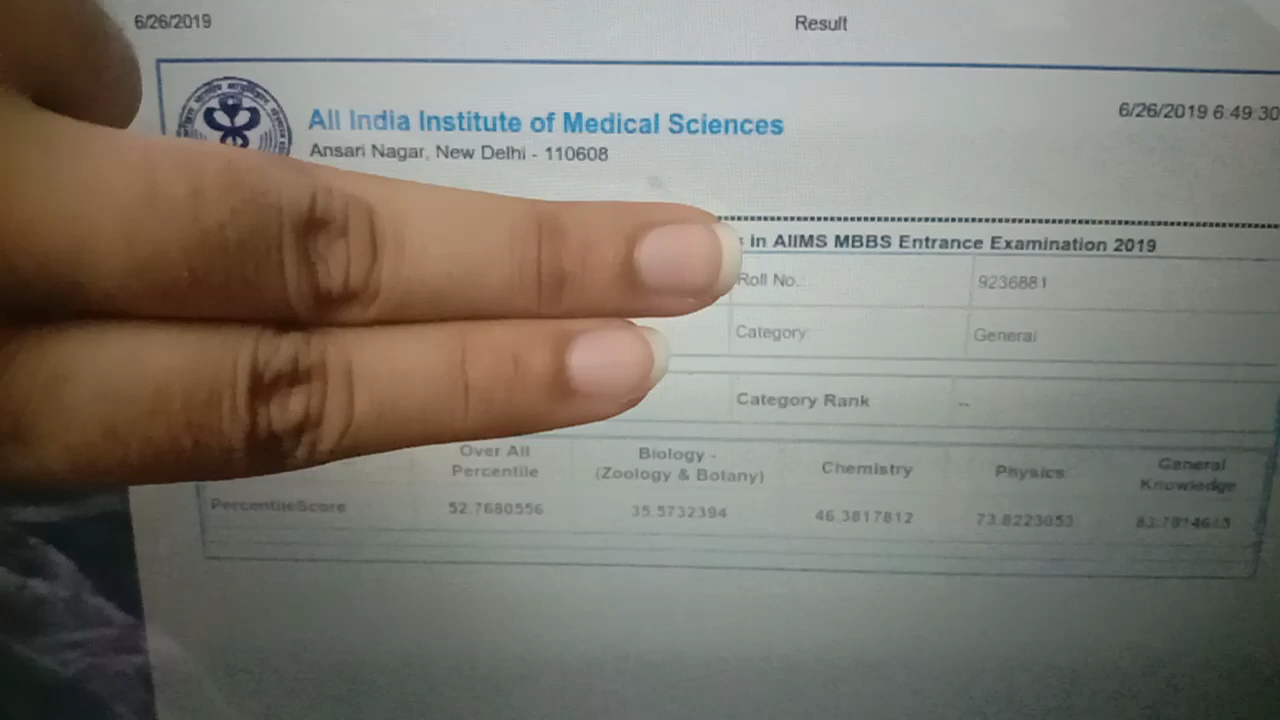 6/26/2019 Result
All India Institute of Medical Sciences 6/26/2019 6:49:30
Ansari Nagar, New Delhi - 110608
in AIIMS MBBS Entrance Examination 2019
Roll No.: 9236881
Category General
Category Rank --
Over All Percentile Biology - (Zoology & Botany) Chemistry Physics General Knowledge
PercentileScore 52.7680556 35.5732394 46.3817812 73.8223053